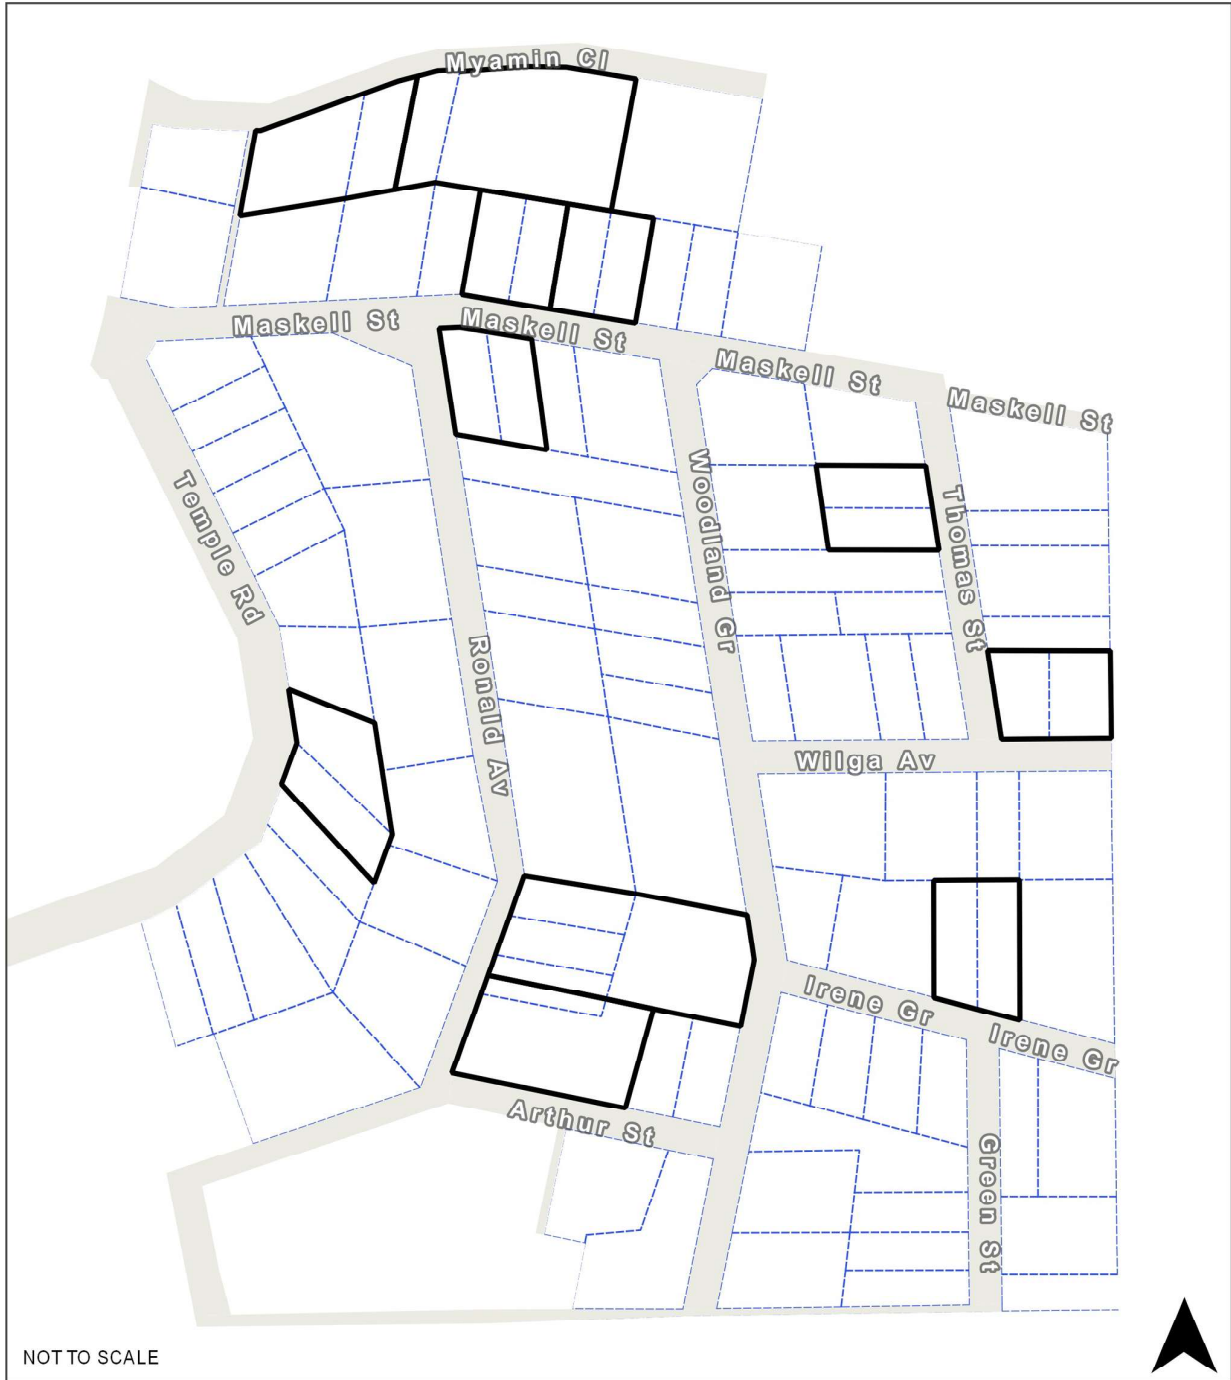 Myamin Cl
Maskell St
Maskell St
Maskell St
Maskell St
Temple Rd
Woodland Gr
Thomas St
Ronald Av
Wilga Av
Irene Gr
Irene Gr
Arthur St
Green St
NOT TO SCALE